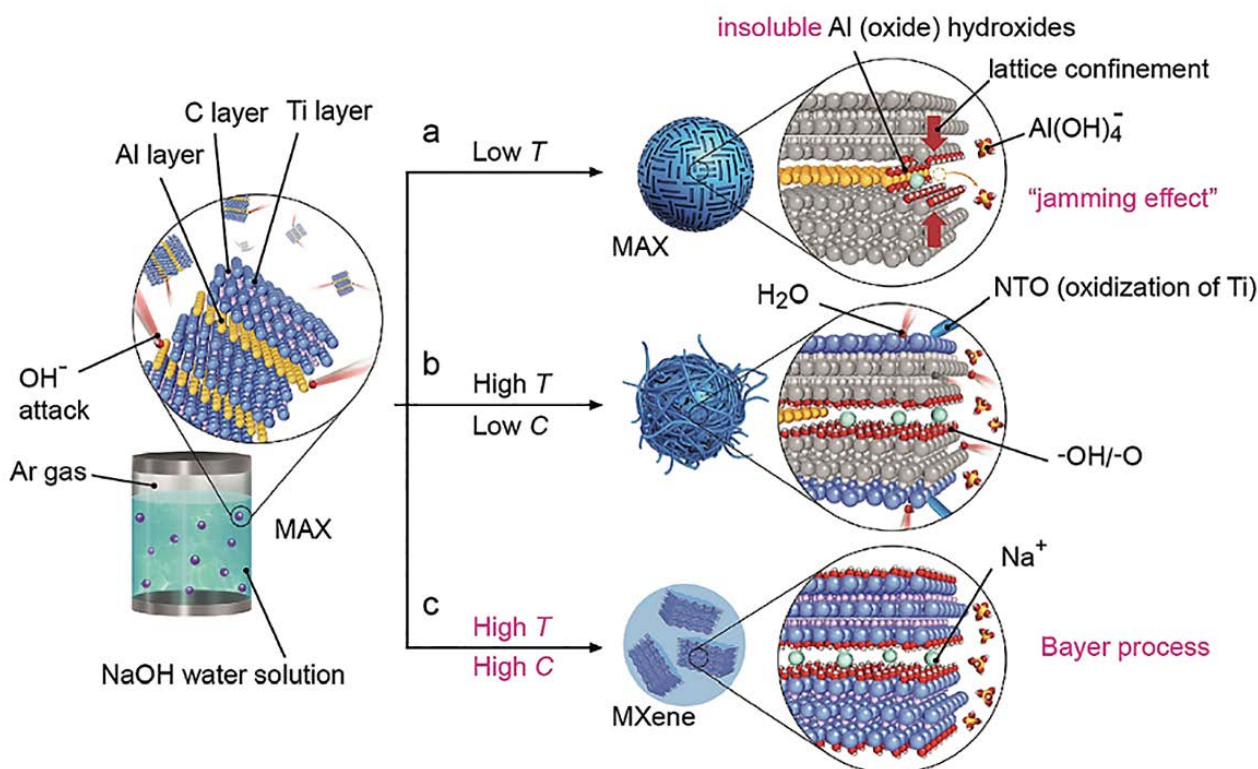 insoluble Al (oxide) hydroxides
lattice confinement
Al(OH)₄⁻
"jamming effect"
C layer
Ti layer
Al layer
a
Low T
MAX
OH⁻
attack
Ar gas
MAX
NaOH water solution
b
High T
Low C
H₂O
NTO (oxidization of Ti)
-OH/-O
c
High T
High C
MXene
Na⁺
Bayer process